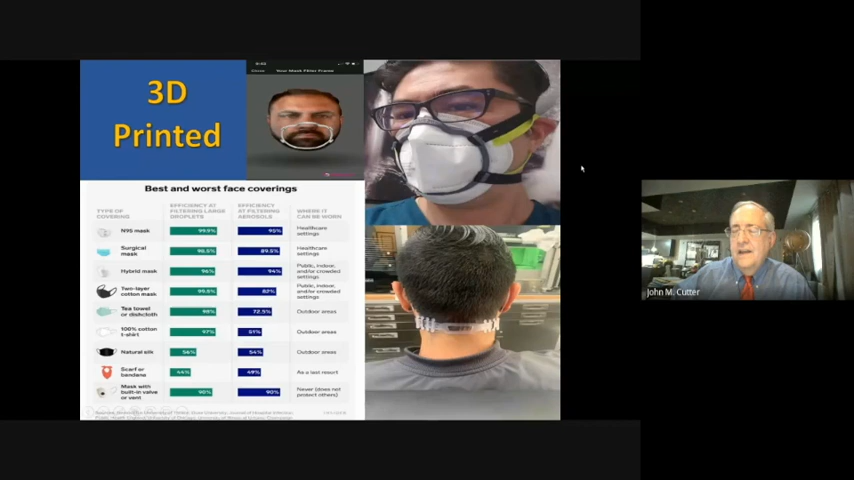 3D
Printed
Your Mask Fitter Frame
Best and worst face coverings
TYPE OF COVERING
EFFICIENCY AT FILTERING LARGE DROPLETS
EFFICIENCY AT FILTERING AEROSOLS
WHERE IT CAN BE WORN
N95 mask 99.9% 95% Healthcare settings
Surgical mask 98.5% 89.5% Healthcare settings
Hybrid mask 96% 94% Public, indoor, and/or crowded settings
Two-layer cotton mask 99.5% 82% Public, indoor, and/or crowded settings
Tea towel or dishcloth 98% 72.5% Outdoor areas
100% cotton t-shirt 97% 51% Outdoor areas
Natural silk 56% 54% Outdoor areas
Scarf or bandana 44% 49% As a last resort
Mask with built-in valve or vent 90% 90% Never (does not protect others)
John M. Cutter